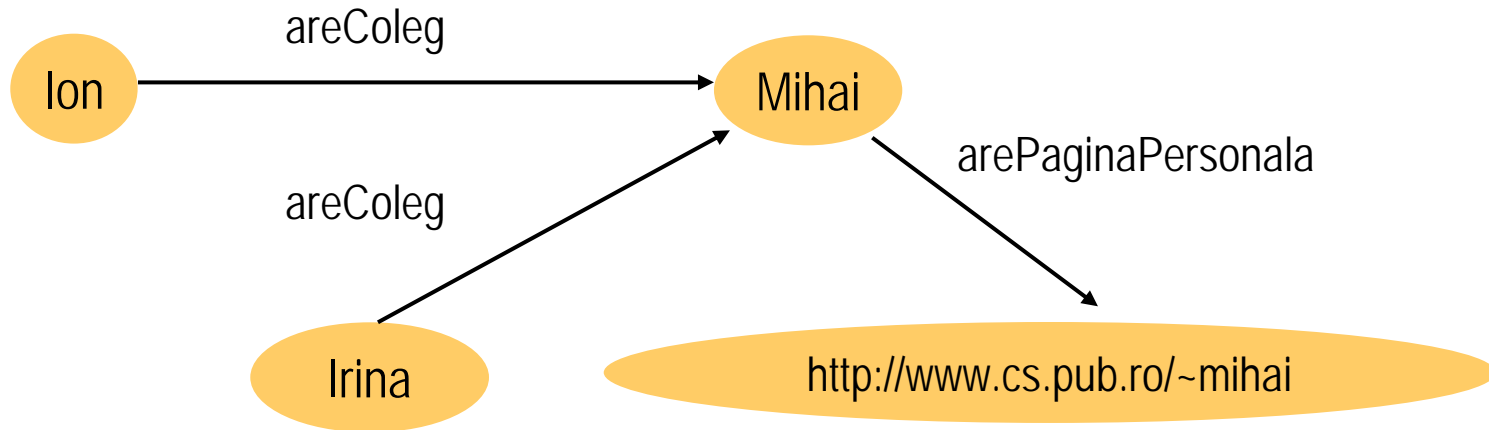 areColeg
Ion
Mihai
arePaginaPersonala
areColeg
Irina
http://www.cs.pub.ro/~mihai